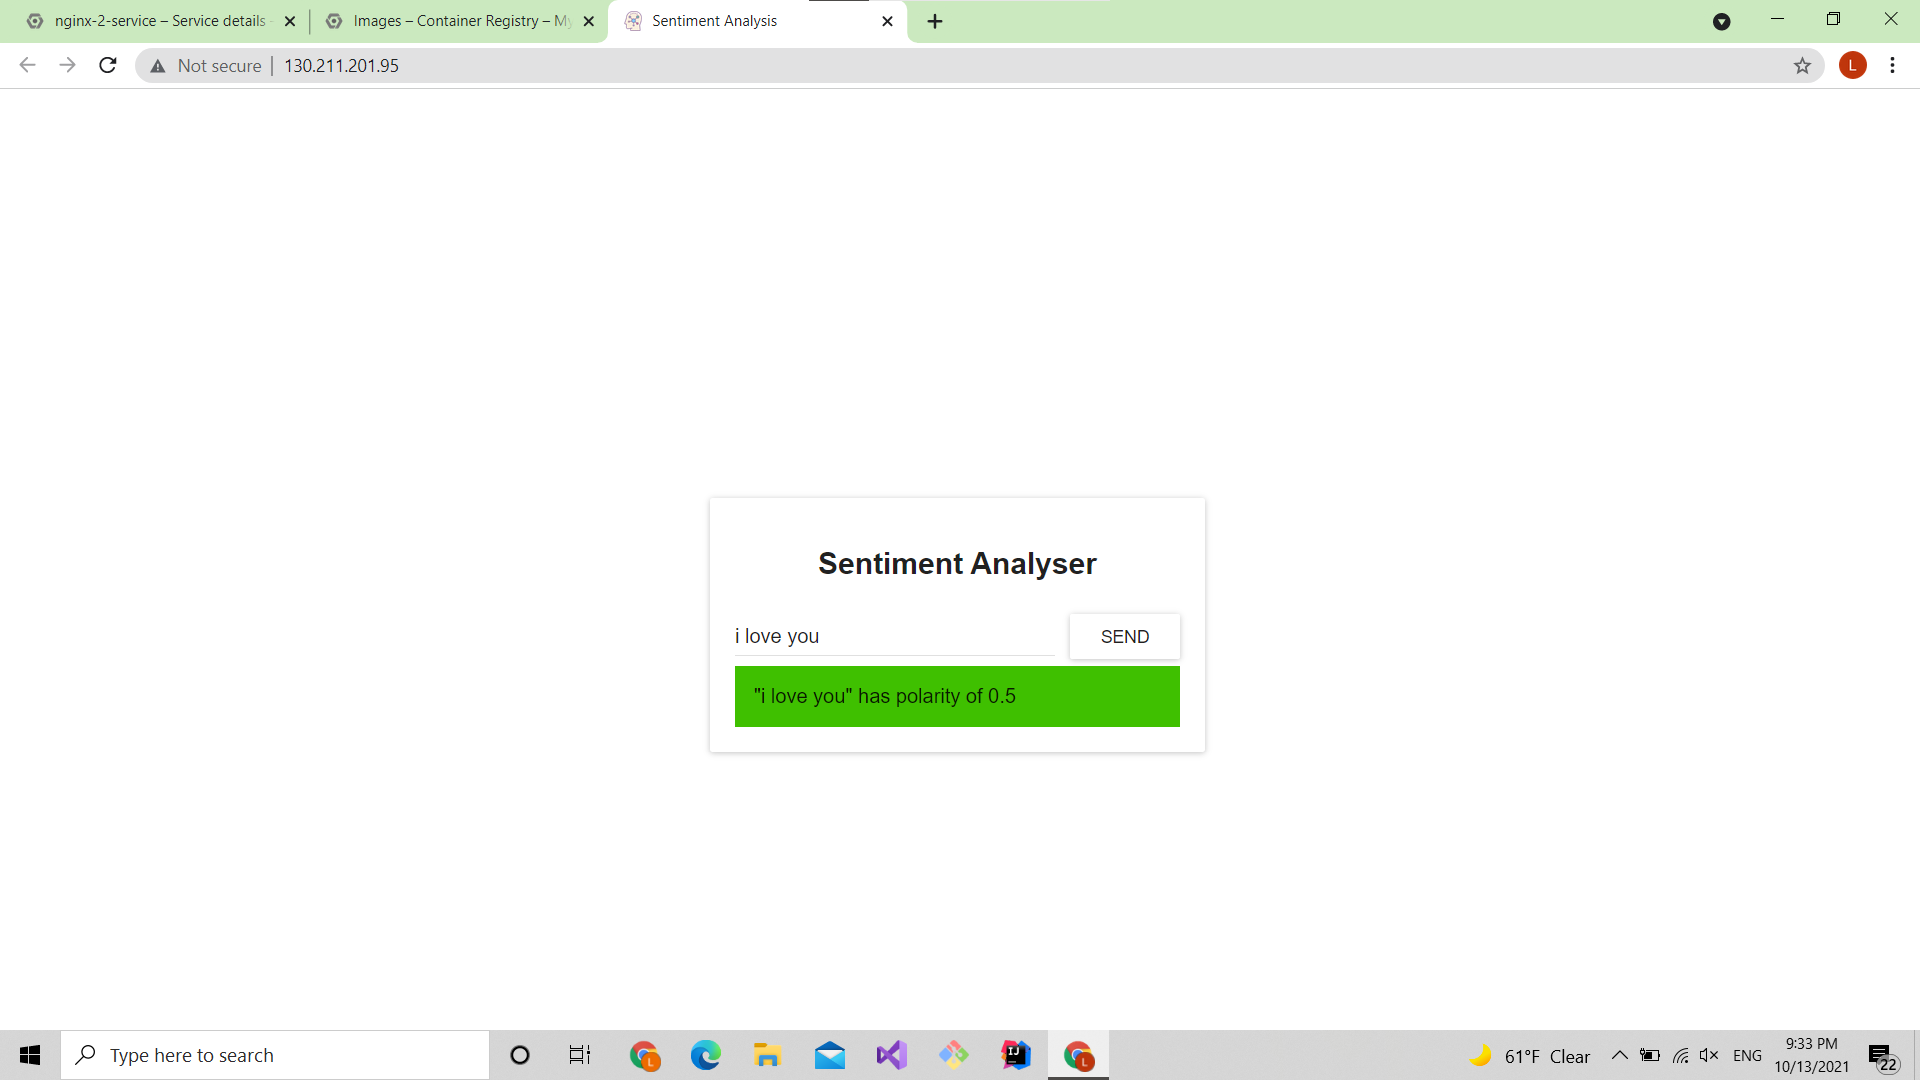 nginx-2-service – Service details -
Images – Container Registry – My
Sentiment Analysis
Not secure
130.211.201.95
L
Sentiment Analyser
i love you
SEND
"i love you" has polarity of 0.5
Type here to search
L
IJ
L
61°F Clear
ENG
9:33 PM
10/13/2021
22